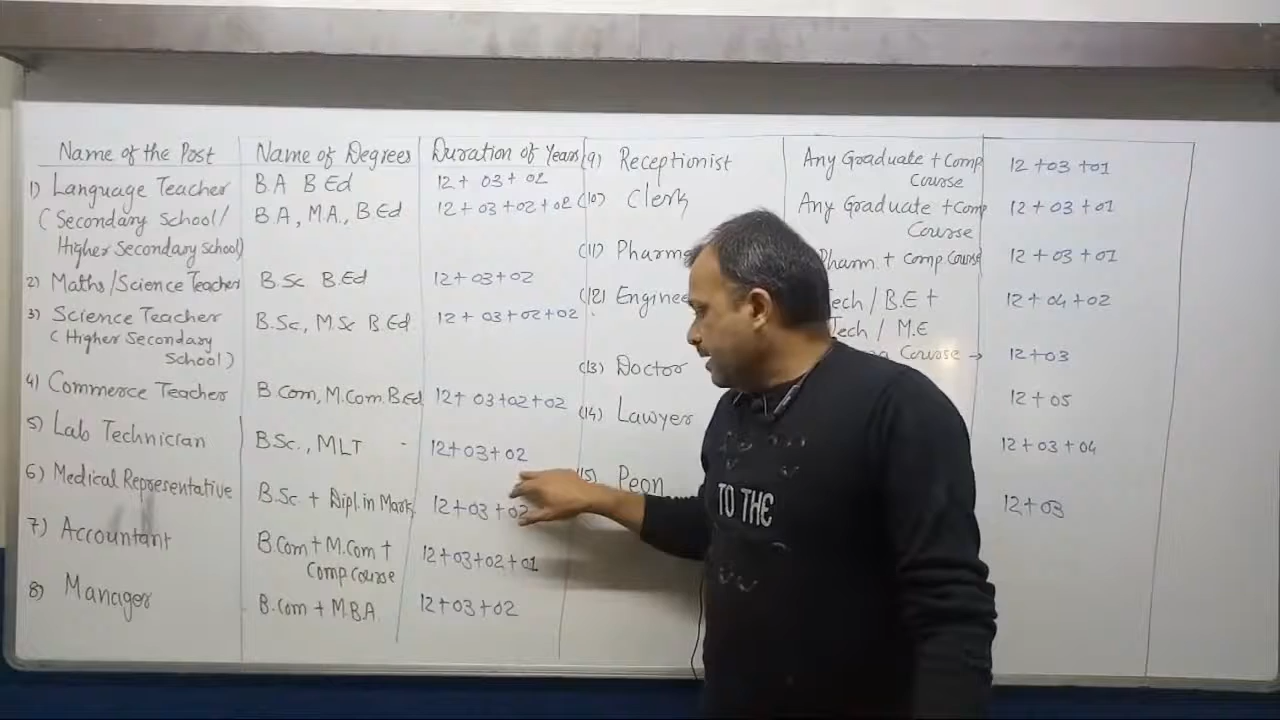 Name of the Post Name of Degrees Duration of Years
1) Language Teacher B.A B Ed 12 + 03 + 02
(Secondary School/ B A, M.A., B Ed 12 + 03 + 02 + 02
Higher Secondary School)
2) Maths/Science Teacher B.Sc B.Ed 12 + 03 + 02
3) Science Teacher B.Sc, M.Sc B Ed 12 + 03 + 02 + 02
(Higher Secondary
School)
4) Commerce Teacher B Com, M.Com. B.Ed 12 + 03 + 02 + 02
5) Lab Technician B.Sc., MLT - 12 + 03 + 02
6) Medical Representative B.Sc + Dipl. in Mark. 12 + 03 + 02
7) Accountant B.Com + M.Com + 12 + 03 + 02 + 01
Comp Course
8) Manager B.Com + M.B.A. 12 + 03 + 02
(9) Receptionist Any Graduate + Comp 12 + 03 + 01
Course
(10) Clerk Any Graduate + Comp 12 + 03 + 01
Course
(11) Pharm. + Comp Course 12 + 03 + 01
(12) Tech / B.E + 12 + 04 + 02
Tech / M.E
Course → 12 + 03
(13) Doctor 12 + 05
(14) Lawyer 12 + 03 + 04
(15) Peon 12 + 03
TO THE